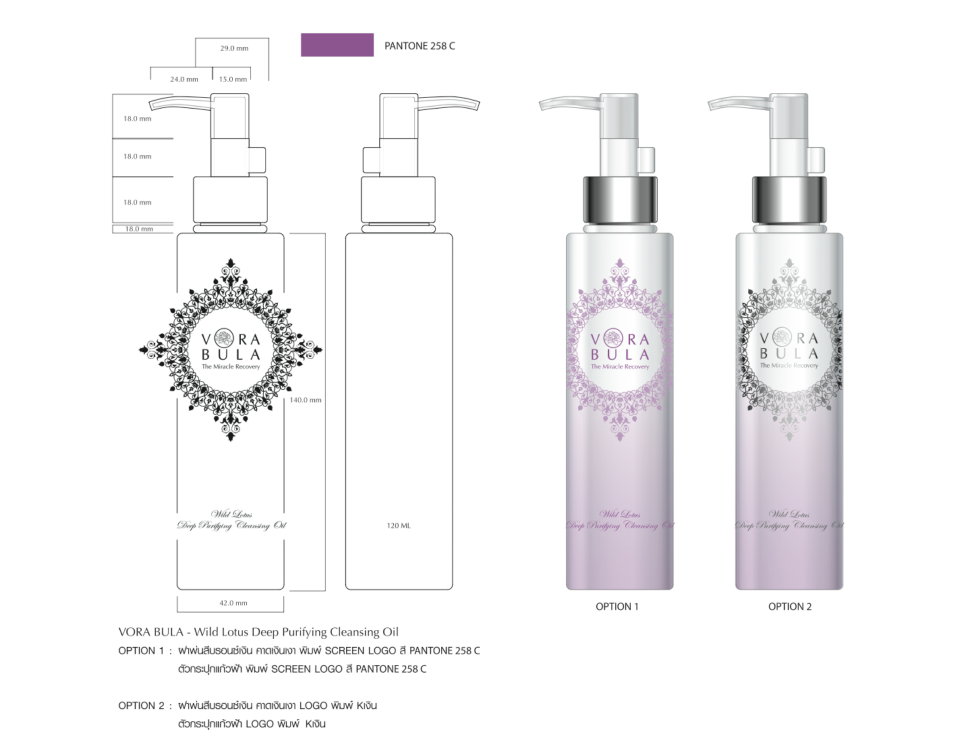 PANTONE 258 C
29.0 mm
24.0 mm
15.0 mm
18.0 mm
18.0 mm
18.0 mm
18.0 mm
VORA
BULA
The Miracle Recovery
140.0 mm
Wild Lotus
Deep Purifying Cleansing Oil
42.0 mm
120 ML
VORA
BULA
The Miracle Recovery
Wild Lotus
Deep Purifying Cleansing Oil
OPTION 1
VORA
BULA
The Miracle Recovery
Wild Lotus
Deep Purifying Cleansing Oil
OPTION 2
VORA BULA - Wild Lotus Deep Purifying Cleansing Oil
OPTION 1 : ฝาพ่นสีบรอนซ์เงิน คาดเงินเงา พิมพ์ SCREEN LOGO สี PANTONE 258 C
ตัวกระปุกแก้วฝ้า พิมพ์ SCREEN LOGO สี PANTONE 258 C
OPTION 2 : ฝาพ่นสีบรอนซ์เงิน คาดเงินเงา LOGO พิมพ์ Kเงิน
ตัวกระปุกแก้วฝ้า LOGO พิมพ์ Kเงิน